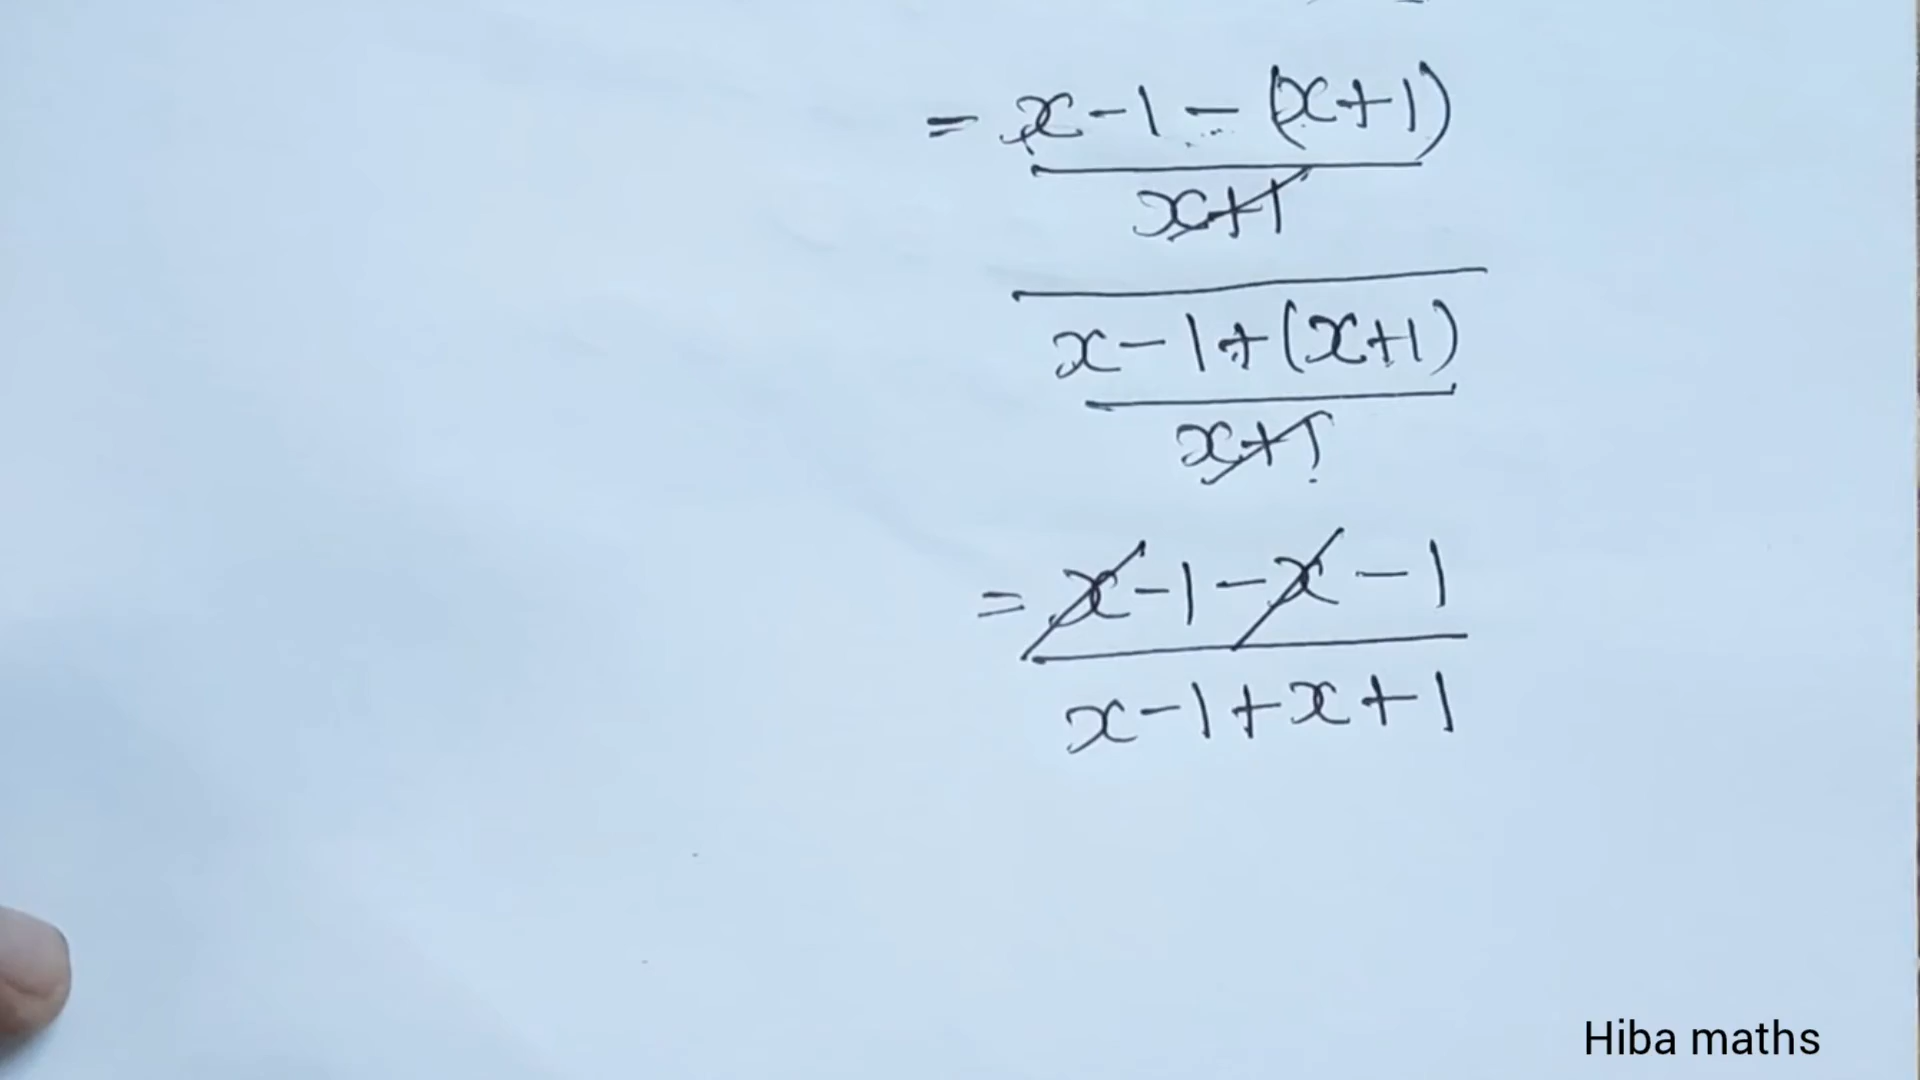 = x-1-(x+1)
x+1
x-1+(x+1)
x+1
= x-1-x-1
x-1+x+1
Hiba maths